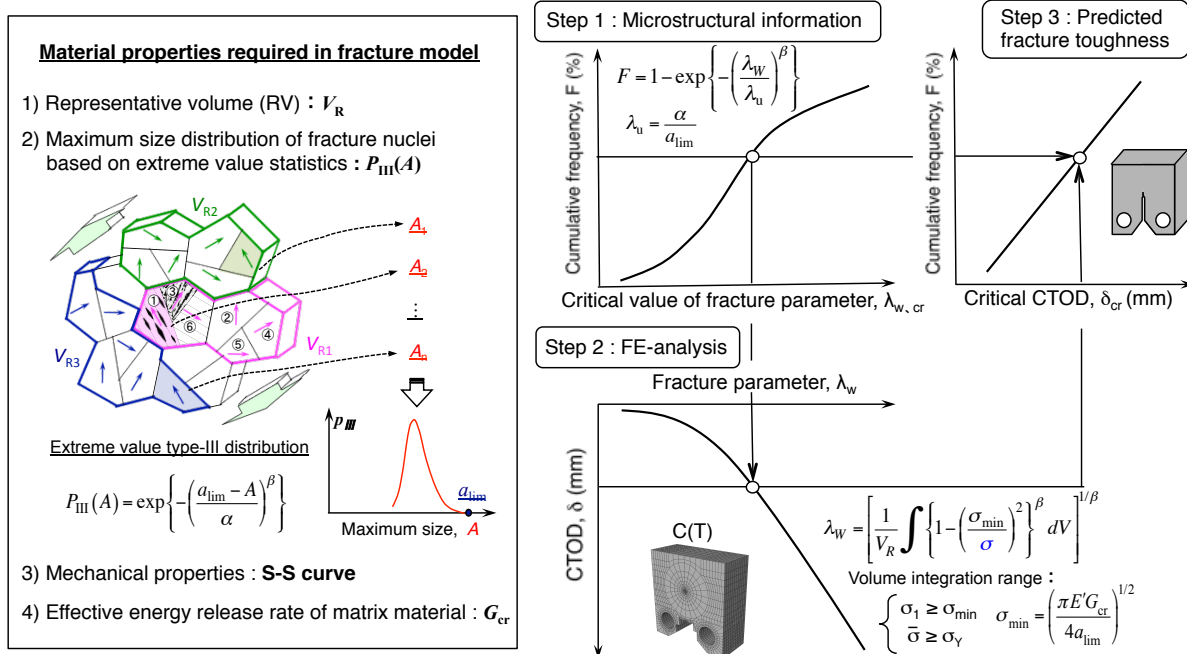 Material properties required in fracture model
1) Representative volume (RV) : V_R
2) Maximum size distribution of fracture nuclei
based on extreme value statistics : P_III(A)
V_R2
V_R1
V_R3
①
③
②
⑥
④
⑤
A_1
A_2
⋮
A_n
Extreme value type-III distribution
P_III(A) = exp{-((a_lim - A)/α)^β}
p_III
a_lim
Maximum size, A
3) Mechanical properties : S-S curve
4) Effective energy release rate of matrix material : G_cr
Step 1 : Microstructural information
Cumulative frequency, F (%)
F = 1 - exp{-(λ_W/λ_u)^β}
λ_u = α/a_lim
Critical value of fracture parameter, λ_w, cr
Step 3 : Predicted
fracture toughness
Cumulative frequency, F (%)
Critical CTOD, δ_cr (mm)
Step 2 : FE-analysis
Fracture parameter, λ_w
CTOD, δ (mm)
C(T)
λ_W = [1/V_R ∫ {1-(σ_min/σ)^2}^β dV]^1/β
Volume integration range :
σ_1 ≥ σ_min
σ̅ ≥ σ_Y
σ_min = (πE'G_cr/4a_lim)^1/2